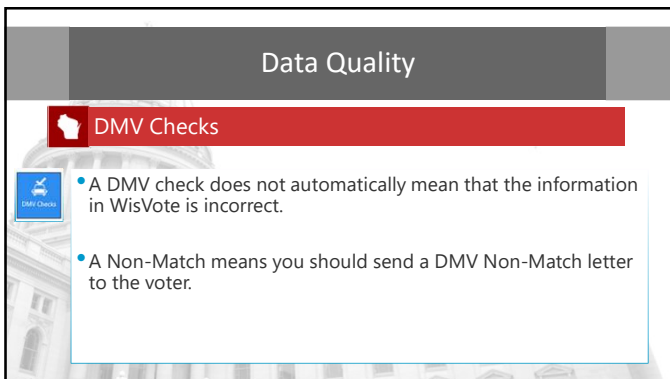 Data Quality
DMV Checks
DMV Checks
• A DMV check does not automatically mean that the information
in WisVote is incorrect.
• A Non-Match means you should send a DMV Non-Match letter
to the voter.